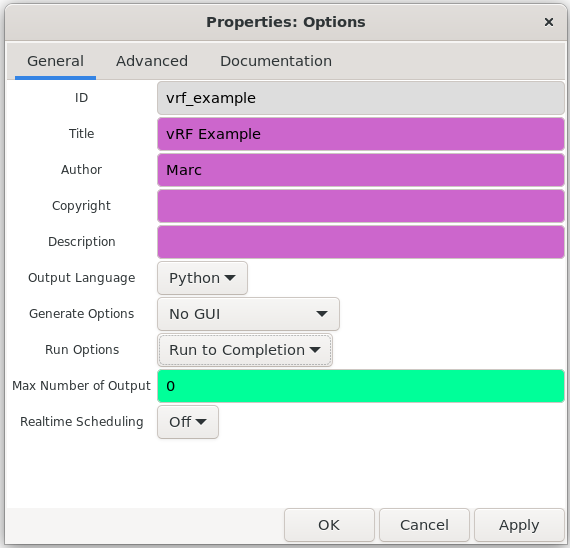 Properties: Options ×
General Advanced Documentation
ID vrf_example
Title vRF Example
Author Marc
Copyright
Description
Output Language Python
Generate Options No GUI
Run Options Run to Completion
Max Number of Output 0
Realtime Scheduling Off
OK Cancel Apply